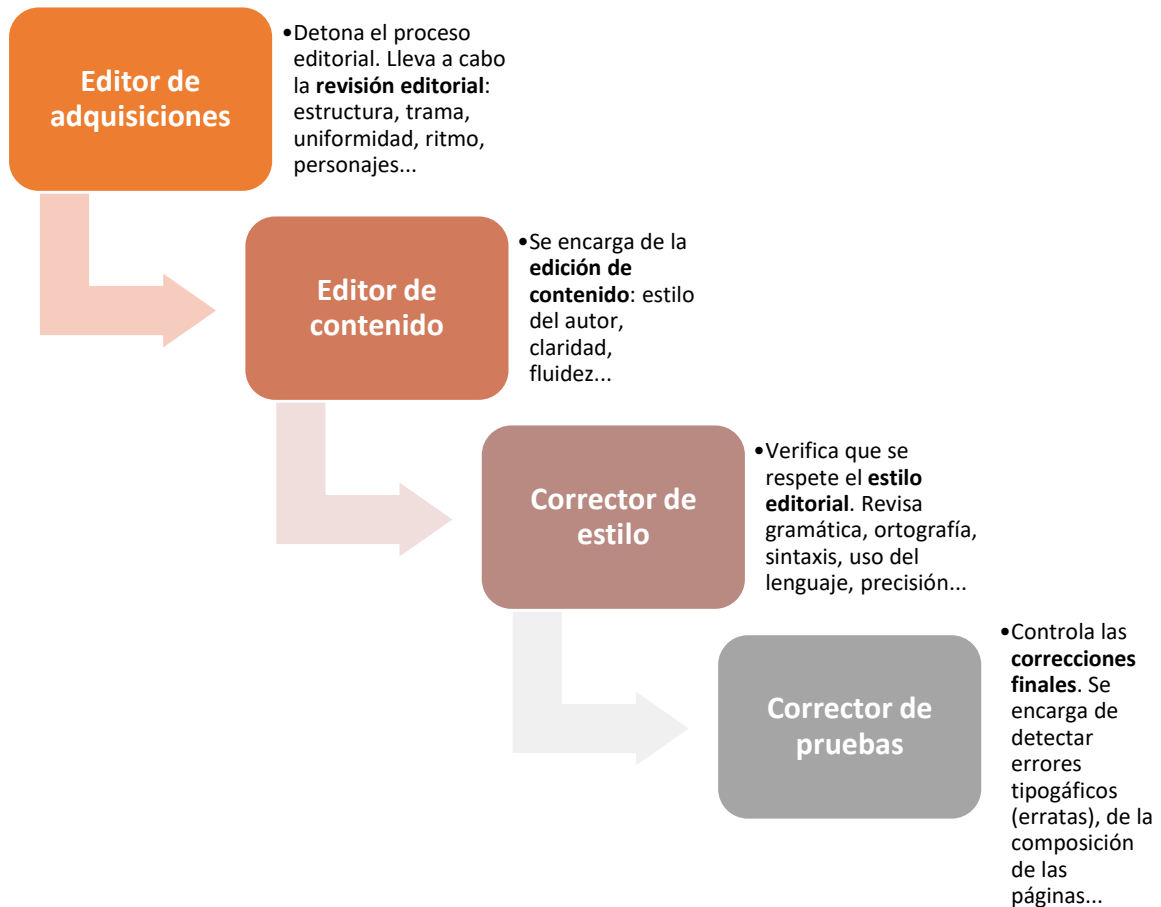 Editor de
adquisiciones
•Detona el proceso
editorial. Lleva a cabo
la revisión editorial:
estructura, trama,
uniformidad, ritmo,
personajes...
Editor de
contenido
•Se encarga de la
edición de
contenido: estilo
del autor,
claridad,
fluidez...
Corrector de
estilo
•Verifica que se
respete el estilo
editorial. Revisa
gramática, ortografía,
sintaxis, uso del
lenguaje, precisión...
Corrector de
pruebas
•Controla las
correcciones
finales. Se
encarga de
detectar
errores
tipogáficos
(erratas), de la
composición
de las
páginas...